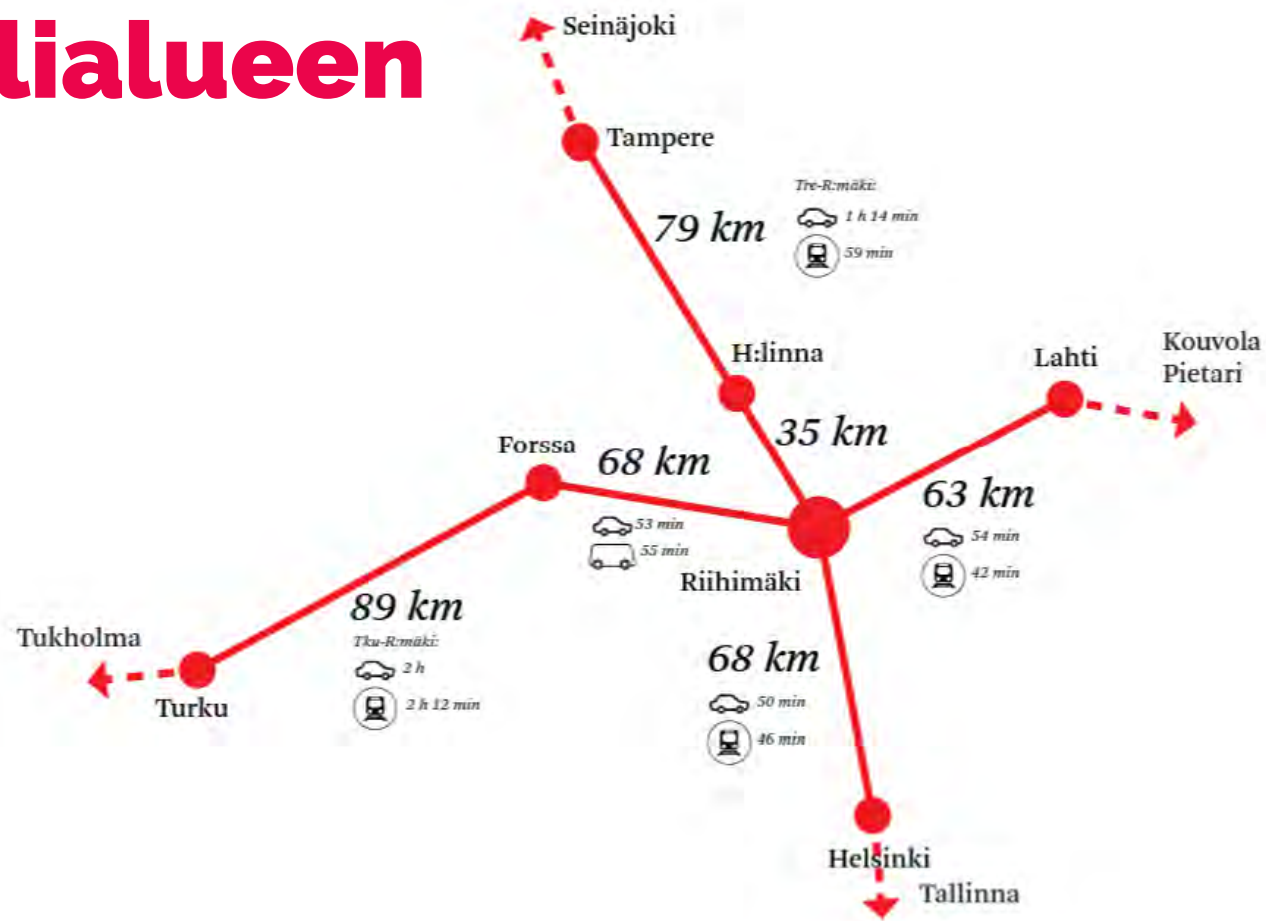 lialueen
Seinäjoki
Tampere
Tre-R:mäki:
79 km
1 h 14 min
59 min
H:linna
Lahti
Kouvola
Pietari
35 km
Forssa
68 km
63 km
53 min
55 min
54 min
42 min
Riihimäki
89 km
Tku-R:mäki:
2 h
2 h 12 min
Tukholma
Turku
68 km
50 min
46 min
Helsinki
Tallinna